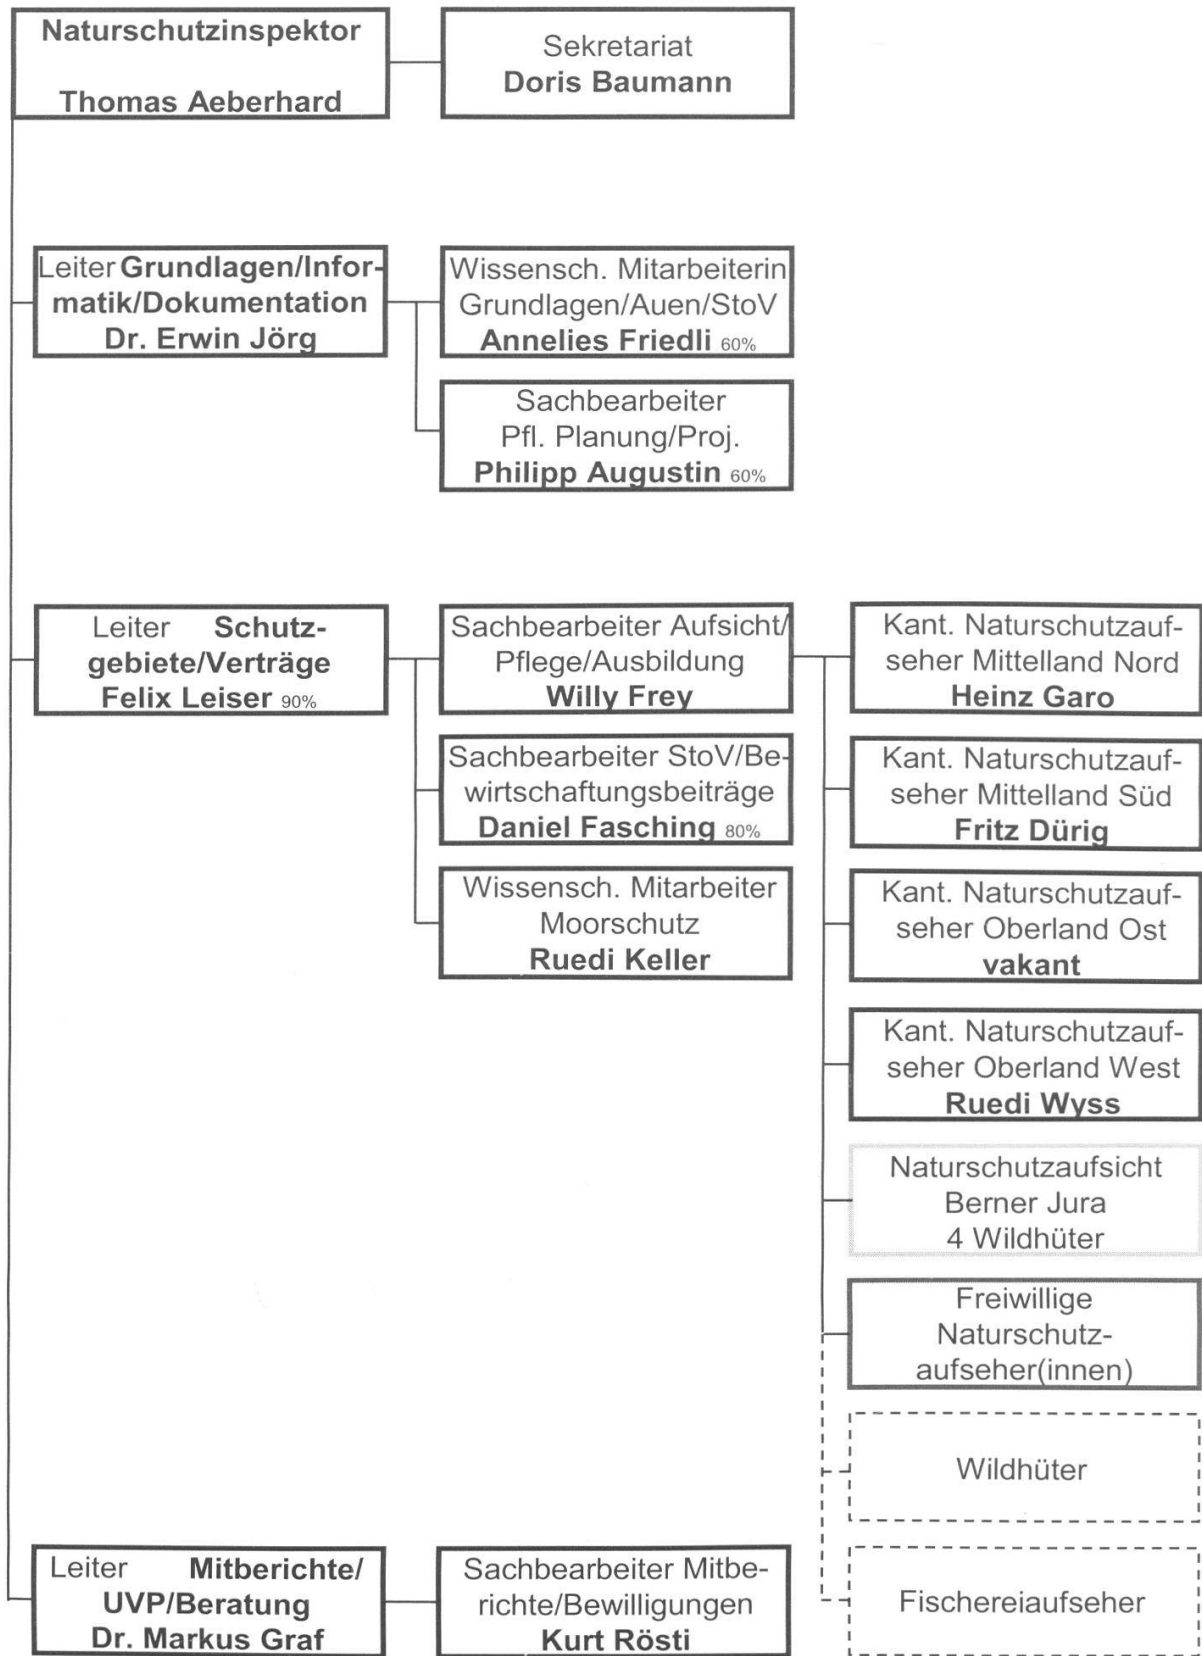 Naturschutzinspektor
Thomas Aeberhard
Sekretariat
Doris Baumann
Leiter Grundlagen/Infor-
matik/Dokumentation
Dr. Erwin Jörg
Wissensch. Mitarbeiterin
Grundlagen/Auen/StoV
Annelies Friedli 60%
Sachbearbeiter
Pfl. Planung/Proj.
Philipp Augustin 60%
Leiter Schutz-
gebiete/Verträge
Felix Leiser 90%
Sachbearbeiter Aufsicht/
Pflege/Ausbildung
Willy Frey
Sachbearbeiter StoV/Be-
wirtschaftungsbeiträge
Daniel Fasching 80%
Wissensch. Mitarbeiter
Moorschutz
Ruedi Keller
Kant. Naturschutzauf-
seher Mittelland Nord
Heinz Garo
Kant. Naturschutzauf-
seher Mittelland Süd
Fritz Dürig
Kant. Naturschutzauf-
seher Oberland Ost
vakant
Kant. Naturschutzauf-
seher Oberland West
Ruedi Wyss
Naturschutzaufsicht
Berner Jura
4 Wildhüter
Freiwillige
Naturschutz-
aufseher(innen)
Wildhüter
Fischereiaufseher
Leiter Mitberichte/
UVP/Beratung
Dr. Markus Graf
Sachbearbeiter Mitbe-
richte/Bewilligungen
Kurt Rösti